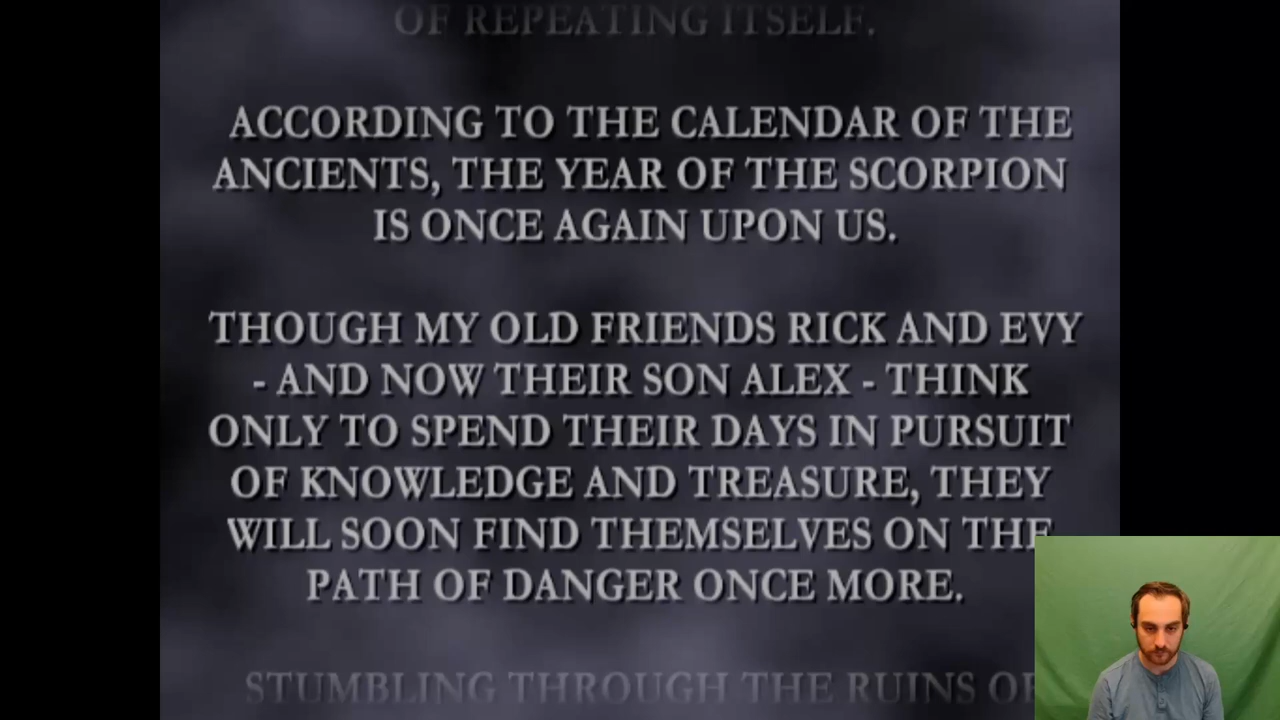 OF REPEATING ITSELF.
ACCORDING TO THE CALENDAR OF THE
ANCIENTS, THE YEAR OF THE SCORPION
IS ONCE AGAIN UPON US.
THOUGH MY OLD FRIENDS RICK AND EVY
- AND NOW THEIR SON ALEX - THINK
ONLY TO SPEND THEIR DAYS IN PURSUIT
OF KNOWLEDGE AND TREASURE, THEY
WILL SOON FIND THEMSELVES ON THE
PATH OF DANGER ONCE MORE.
STUMBLING THROUGH THE RUINS OF